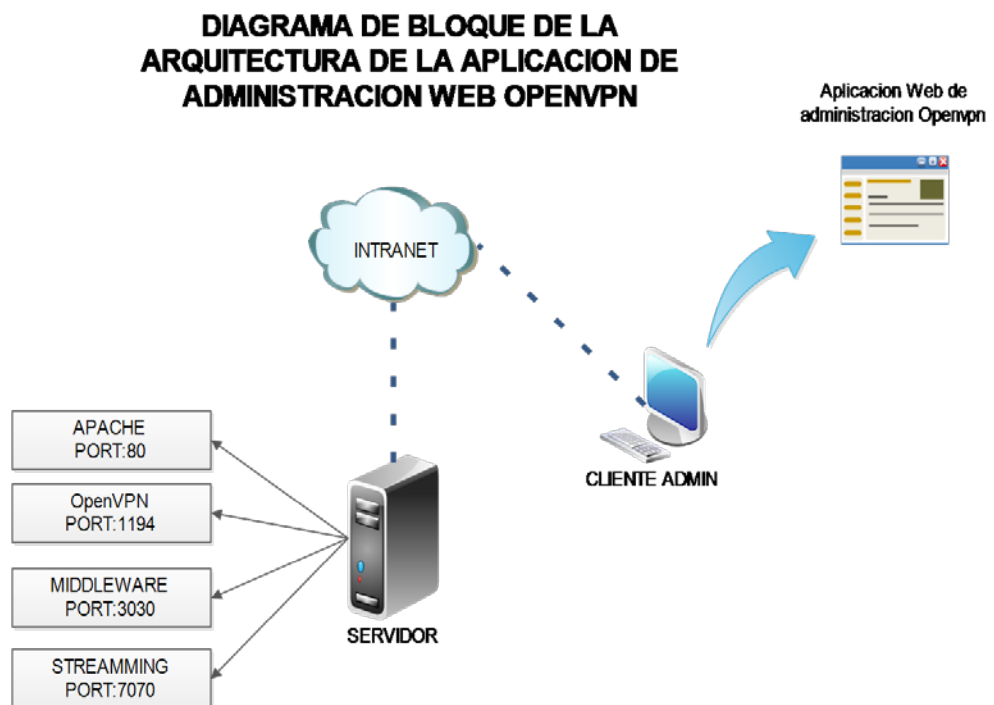 DIAGRAMA DE BLOQUE DE LA
ARQUITECTURA DE LA APLICACION DE
ADMINISTRACION WEB OPENVPN
Aplicacion Web de
administracion Openvpn
INTRANET
CLIENTE ADMIN
APACHE
PORT:80
OpenVPN
PORT:1194
MIDDLEWARE
PORT:3030
STREAMMING
PORT:7070
SERVIDOR